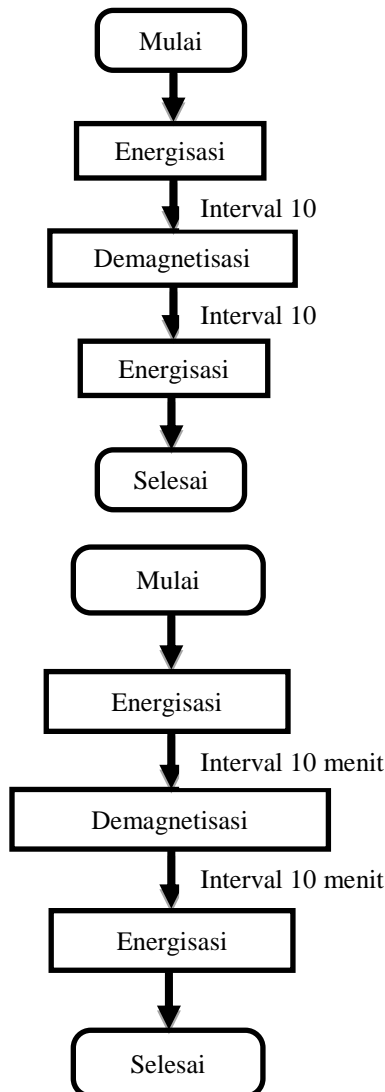 Mulai
Energisasi
Interval 10
Demagnetisasi
Interval 10
Energisasi
Selesai
Mulai
Energisasi
Interval 10 menit
Demagnetisasi
Interval 10 menit
Energisasi
Selesai